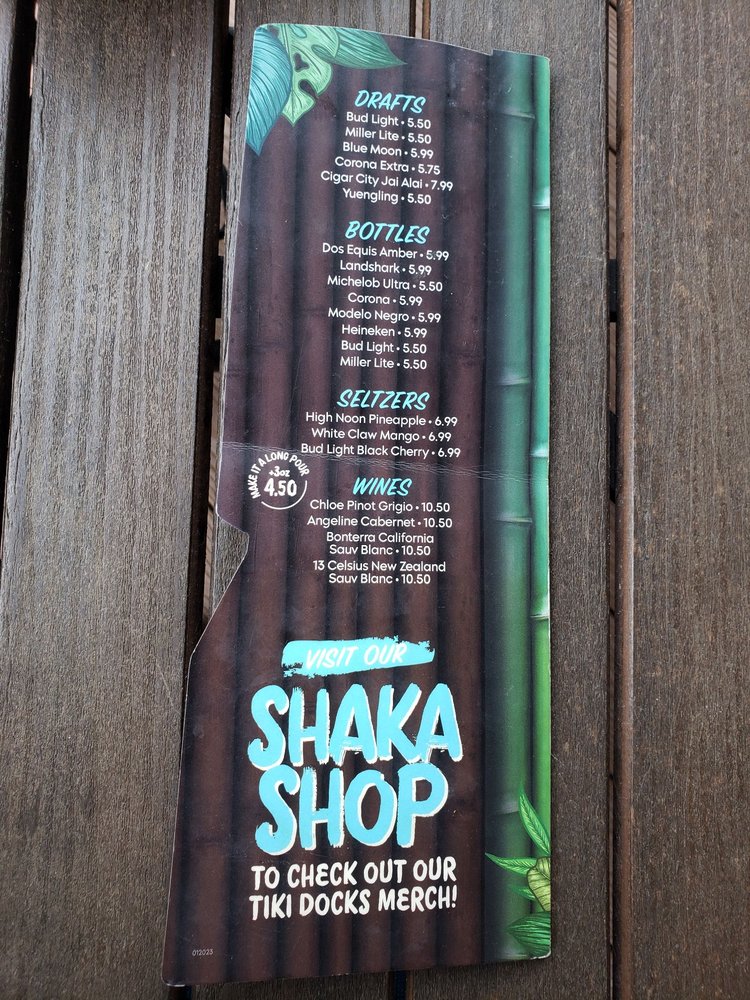 DRAFTS
Bud Light • 5.50
Miller Lite • 5.50
Blue Moon • 5.99
Corona Extra • 5.75
Cigar City Jai Alai • 7.99
Yuengling • 5.50
BOTTLES
Dos Equis Amber • 5.99
Landshark • 5.99
Michelob Ultra • 5.50
Corona • 5.99
Modelo Negro • 5.99
Heineken • 5.99
Bud Light • 5.50
Miller Lite • 5.50
SELTZERS
High Noon Pineapple • 6.99
White Claw Mango • 6.99
Bud Light Black Cherry • 6.99
MAKE IT A LONG POUR
+3oz
4.50
WINES
Chloe Pinot Grigio • 10.50
Angeline Cabernet • 10.50
Bonterra California
Sauv Blanc • 10.50
13 Celsius New Zealand
Sauv Blanc • 10.50
VISIT OUR
SHAKA
SHOP
TO CHECK OUT OUR
TIKI DOCKS MERCH!
012023